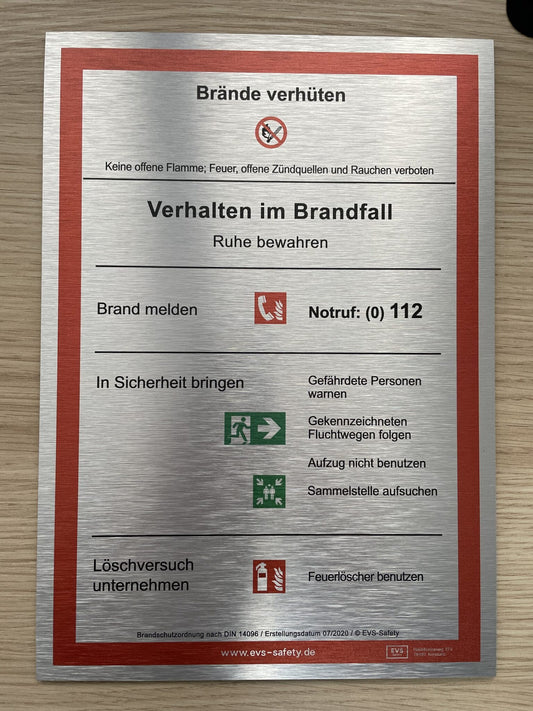 Brände verhüten
Keine offene Flamme; Feuer, offene Zündquellen und Rauchen verboten
Verhalten im Brandfall
Ruhe bewahren
Brand melden
Notruf: (0) 112
In Sicherheit bringen
Gefährdete Personen
warnen
Gekennzeichneten
Fluchtwegen folgen
Aufzug nicht benutzen
Sammelstelle aufsuchen
Löschversuch
unternehmen
Feuerlöscher benutzen
Brandschutzordnung nach DIN 14096 / Erstellungsdatum 07/2020 / © EVS-Safety
www.evs-safety.de
EVS